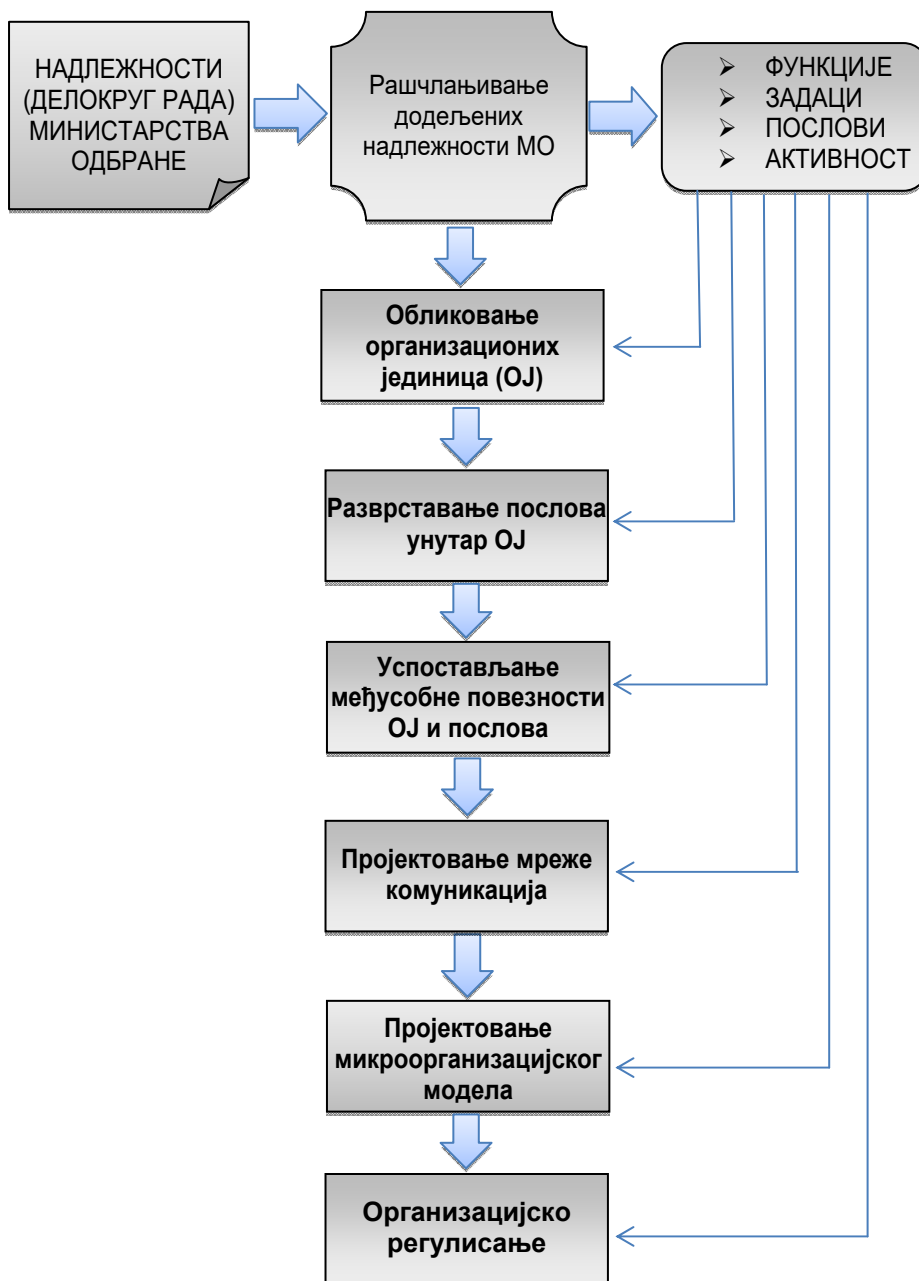 НАДЛЕЖНОСТИ
(ДЕЛОКРУГ РАДА)
МИНИСТАРСТВА
ОДБРАНЕ
Рашчлањивање
додељених
надлежности МО
➢ ФУНКЦИЈЕ
➢ ЗАДАЦИ
➢ ПОСЛОВИ
➢ АКТИВНОСТ
Обликовање
организационих
јединица (ОЈ)
Разврставање послова
унутар ОЈ
Успостављање
међусобне повезности
ОЈ и послова
Пројектовање мреже
комуникација
Пројектовање
микроорганизацијског
модела
Организацијско
регулисање